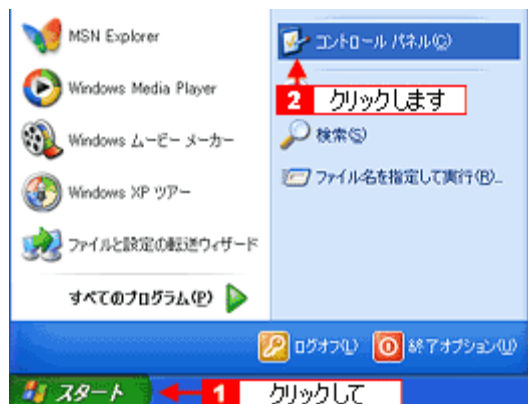 MSN Explorer
Windows Media Player
Windows ムービー メーカー
Windows XP ツアー
ファイルと設定の転送ウィザード
すべてのプログラム(P)
コントロール パネル(C)
2 クリックします
検索(S)
ファイル名を指定して実行(R)...
ログオフ(L)
終了オプション(U)
スタート
1 クリックして